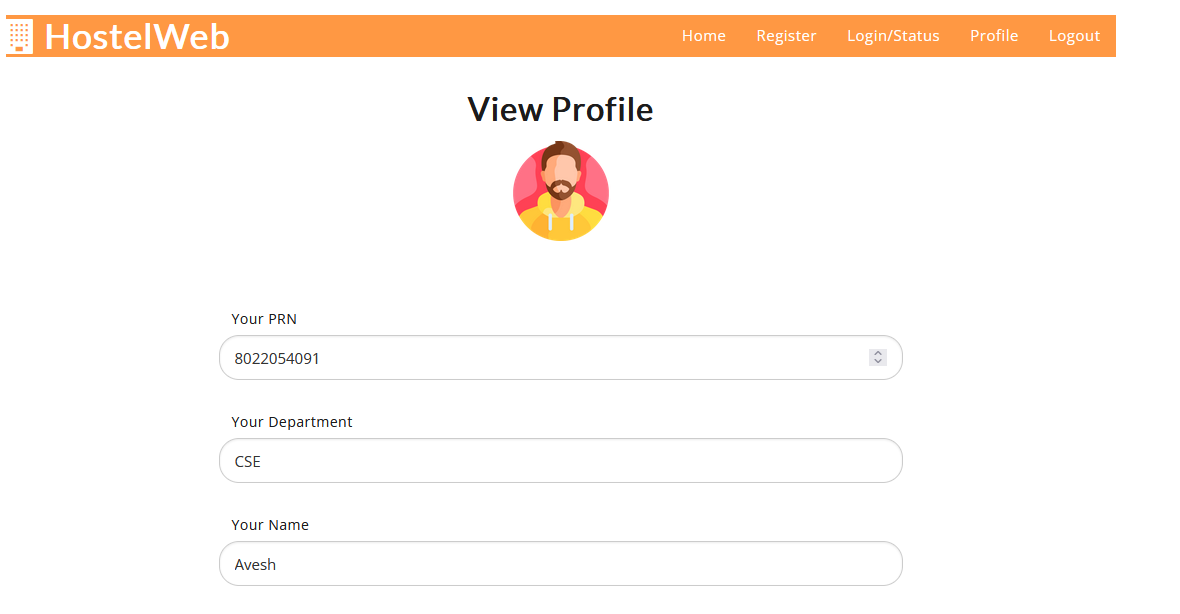 HostelWeb Home Register Login/Status Profile Logout
View Profile
Your PRN
8022054091
Your Department
CSE
Your Name
Avesh